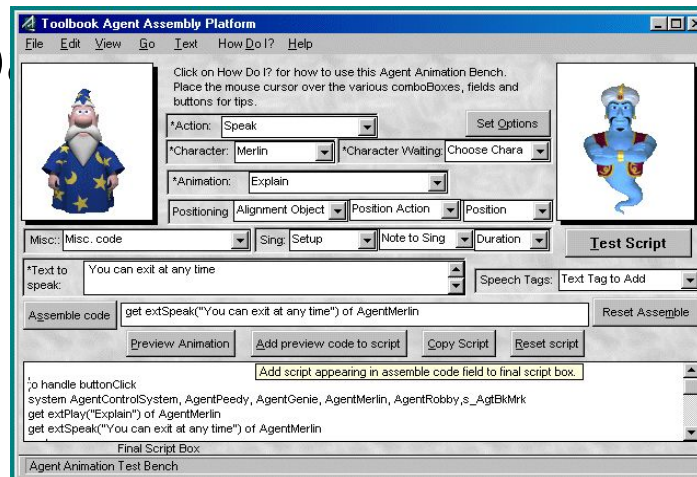 Toolbook Agent Assembly Platform
File Edit View Go Text How Do I? Help
Click on How Do I? for how to use this Agent Animation Bench.
Place the mouse cursor over the various comboBoxes, fields and
buttons for tips.
*Action: Speak Set Options
*Character: Merlin *Character Waiting: Choose Chara
*Animation: Explain
Positioning Alignment Object Position Action Position
Misc:: Misc. code Sing: Setup Note to Sing Duration Test Script
*Text to
speak: You can exit at any time
Speech Tags: Text Tag to Add
Assemble code get extSpeak("You can exit at any time") of AgentMerlin Reset Assemble
Preview Animation Add preview code to script Copy Script Reset script
Add script appearing in assemble code field to final script box.
to handle buttonClick
system AgentControlSystem, AgentPeedy, AgentGenie, AgentMerlin, AgentRobby,s_AgtBkMrk
get extPlay("Explain") of AgentMerlin
get extSpeak("You can exit at any time") of AgentMerlin
Final Script Box
Agent Animation Test Bench